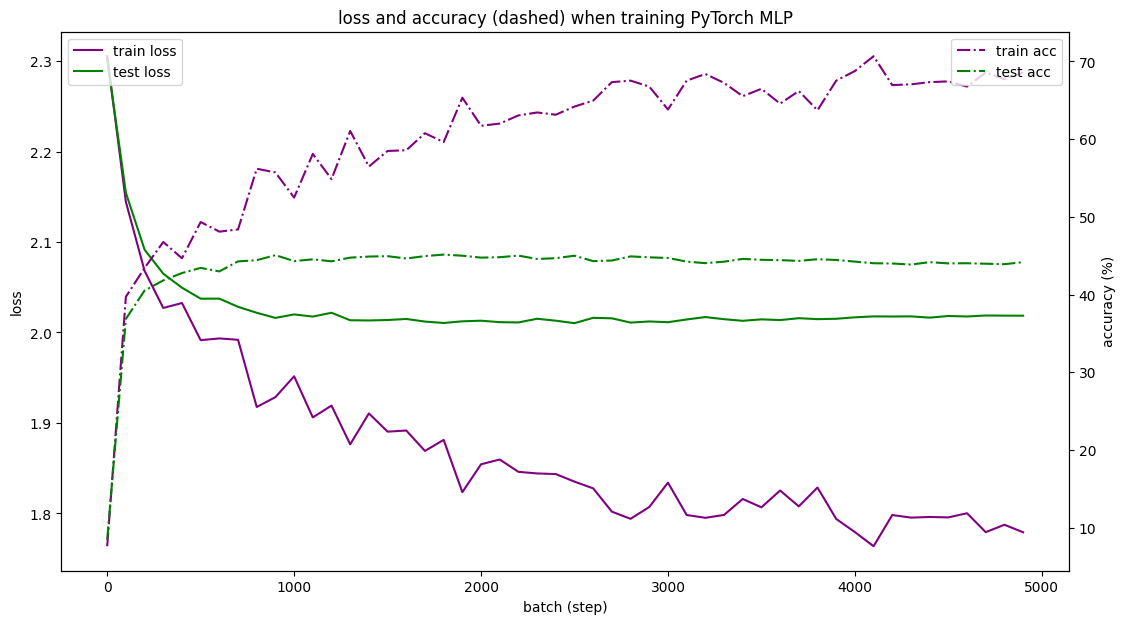 loss and accuracy (dashed) when training PyTorch MLP
train loss
test loss
train acc
test acc
2.3
2.2
2.1
2.0
1.9
1.8
loss
70
60
50
40
30
20
10
accuracy (%)
0 1000 2000 3000 4000 5000
batch (step)